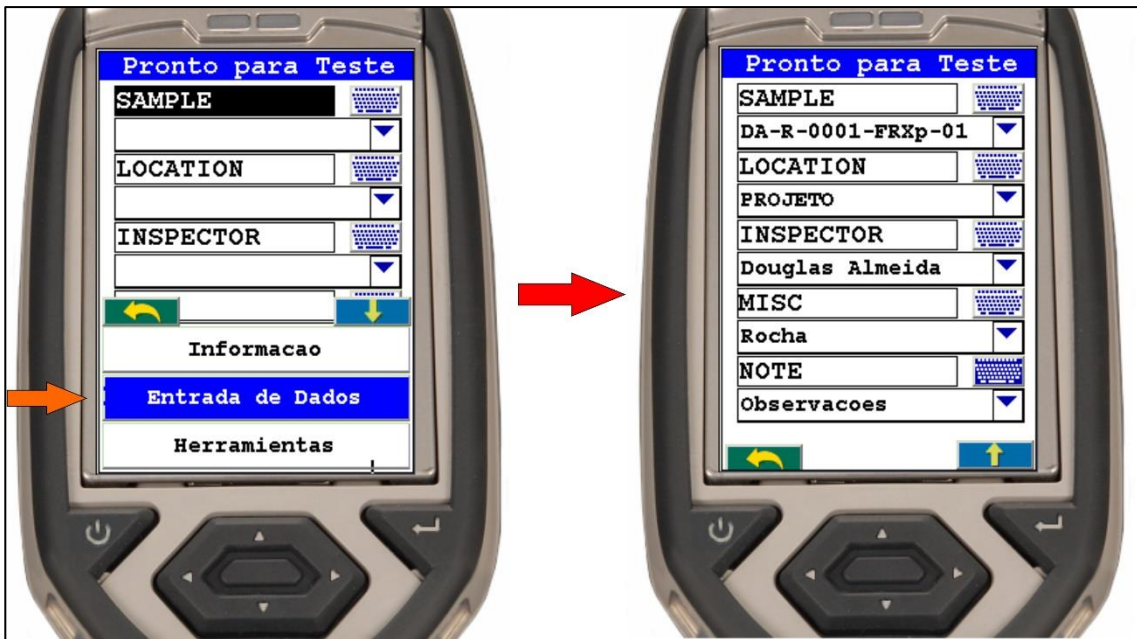 Pronto para Teste
SAMPLE
LOCATION
INSPECTOR
Informacao
Entrada de Dados
Herramientas
Pronto para Teste
SAMPLE
DA-R-0001-FRXp-01
LOCATION
PROJETO
INSPECTOR
Douglas Almeida
MISC
Rocha
NOTE
Observacoes